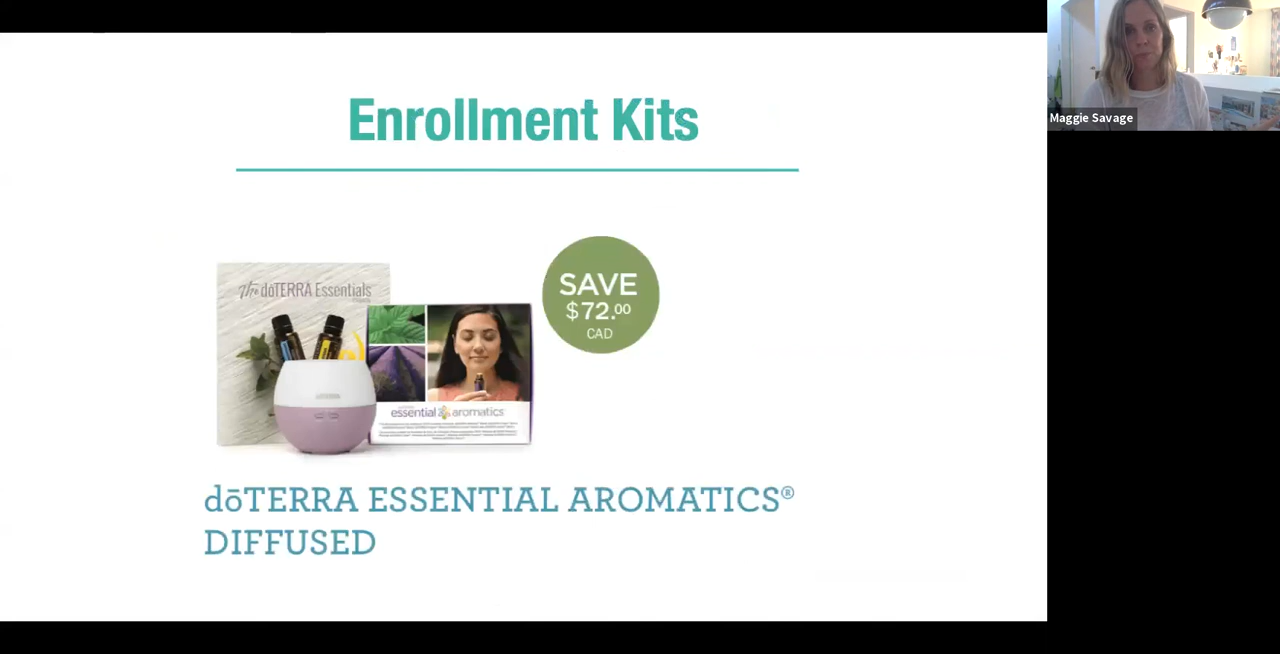 Enrollment Kits
The dōTERRA Essentials
SAVE
$72.00
CAD
essential aromatics
dōTERRA ESSENTIAL AROMATICS®
DIFFUSED
Maggie Savage